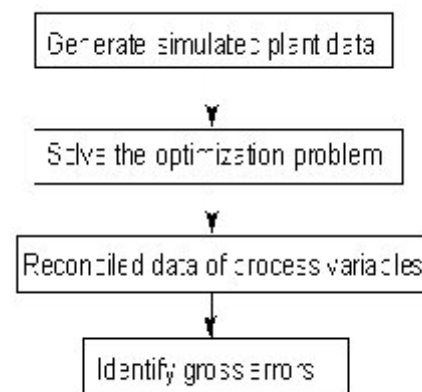 Generate simulated plant data
Solve the optimization problem
Reconciled data of process variables
Identify gross errors